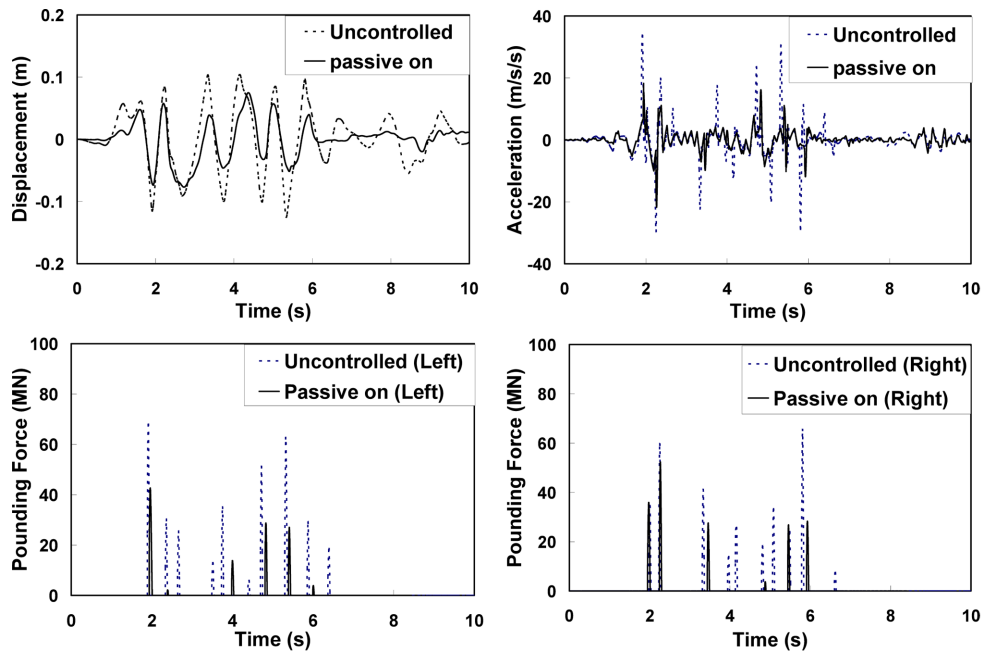 Displacement (m)
0.2
0.1
0
-0.1
-0.2
Uncontrolled
passive on
0 2 4 6 8 10
Time (s)
Acceleration (m/s/s)
40
20
0
-20
-40
Uncontrolled
passive on
0 2 4 6 8 10
Time (s)
Pounding Force (MN)
100
80
60
40
20
0
Uncontrolled (Left)
Passive on (Left)
0 2 4 6 8 10
Time (s)
Pounding Force (MN)
100
80
60
40
20
0
Uncontrolled (Right)
Passive on (Right)
0 2 4 6 8 10
Time (s)